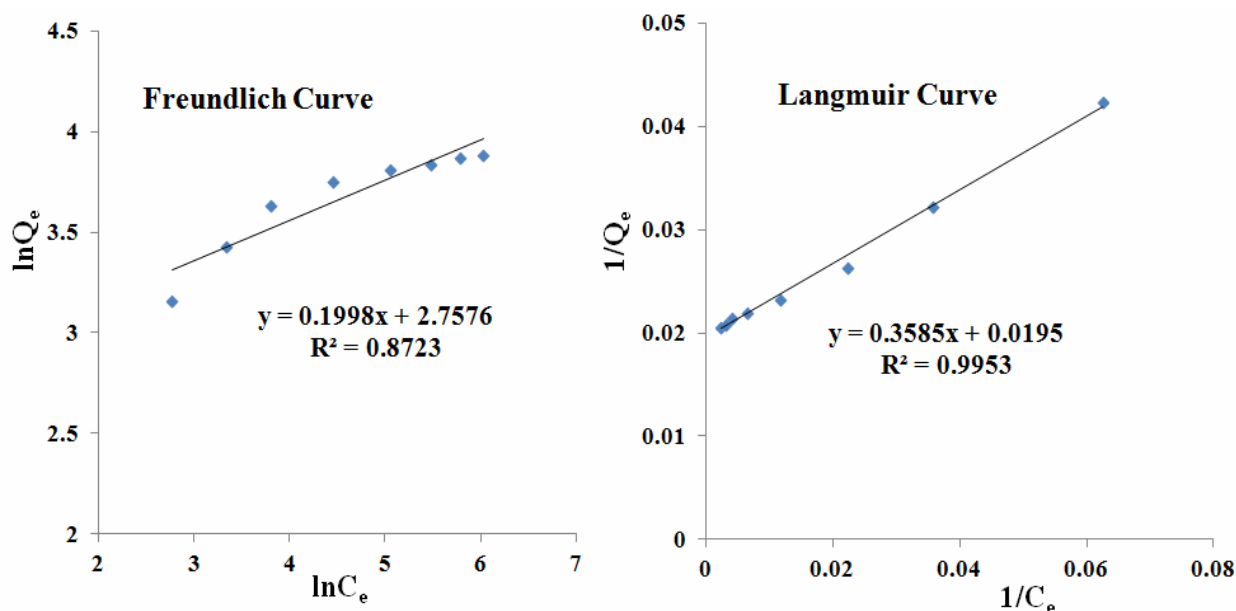 Freundlich Curve
lnQe
4.5
4
3.5
3
2.5
2
y = 0.1998x + 2.7576
R² = 0.8723
2 3 4 5 6 7
lnCe
Langmuir Curve
1/Qe
0.05
0.04
0.03
0.02
0.01
0
y = 0.3585x + 0.0195
R² = 0.9953
0 0.02 0.04 0.06 0.08
1/Ce